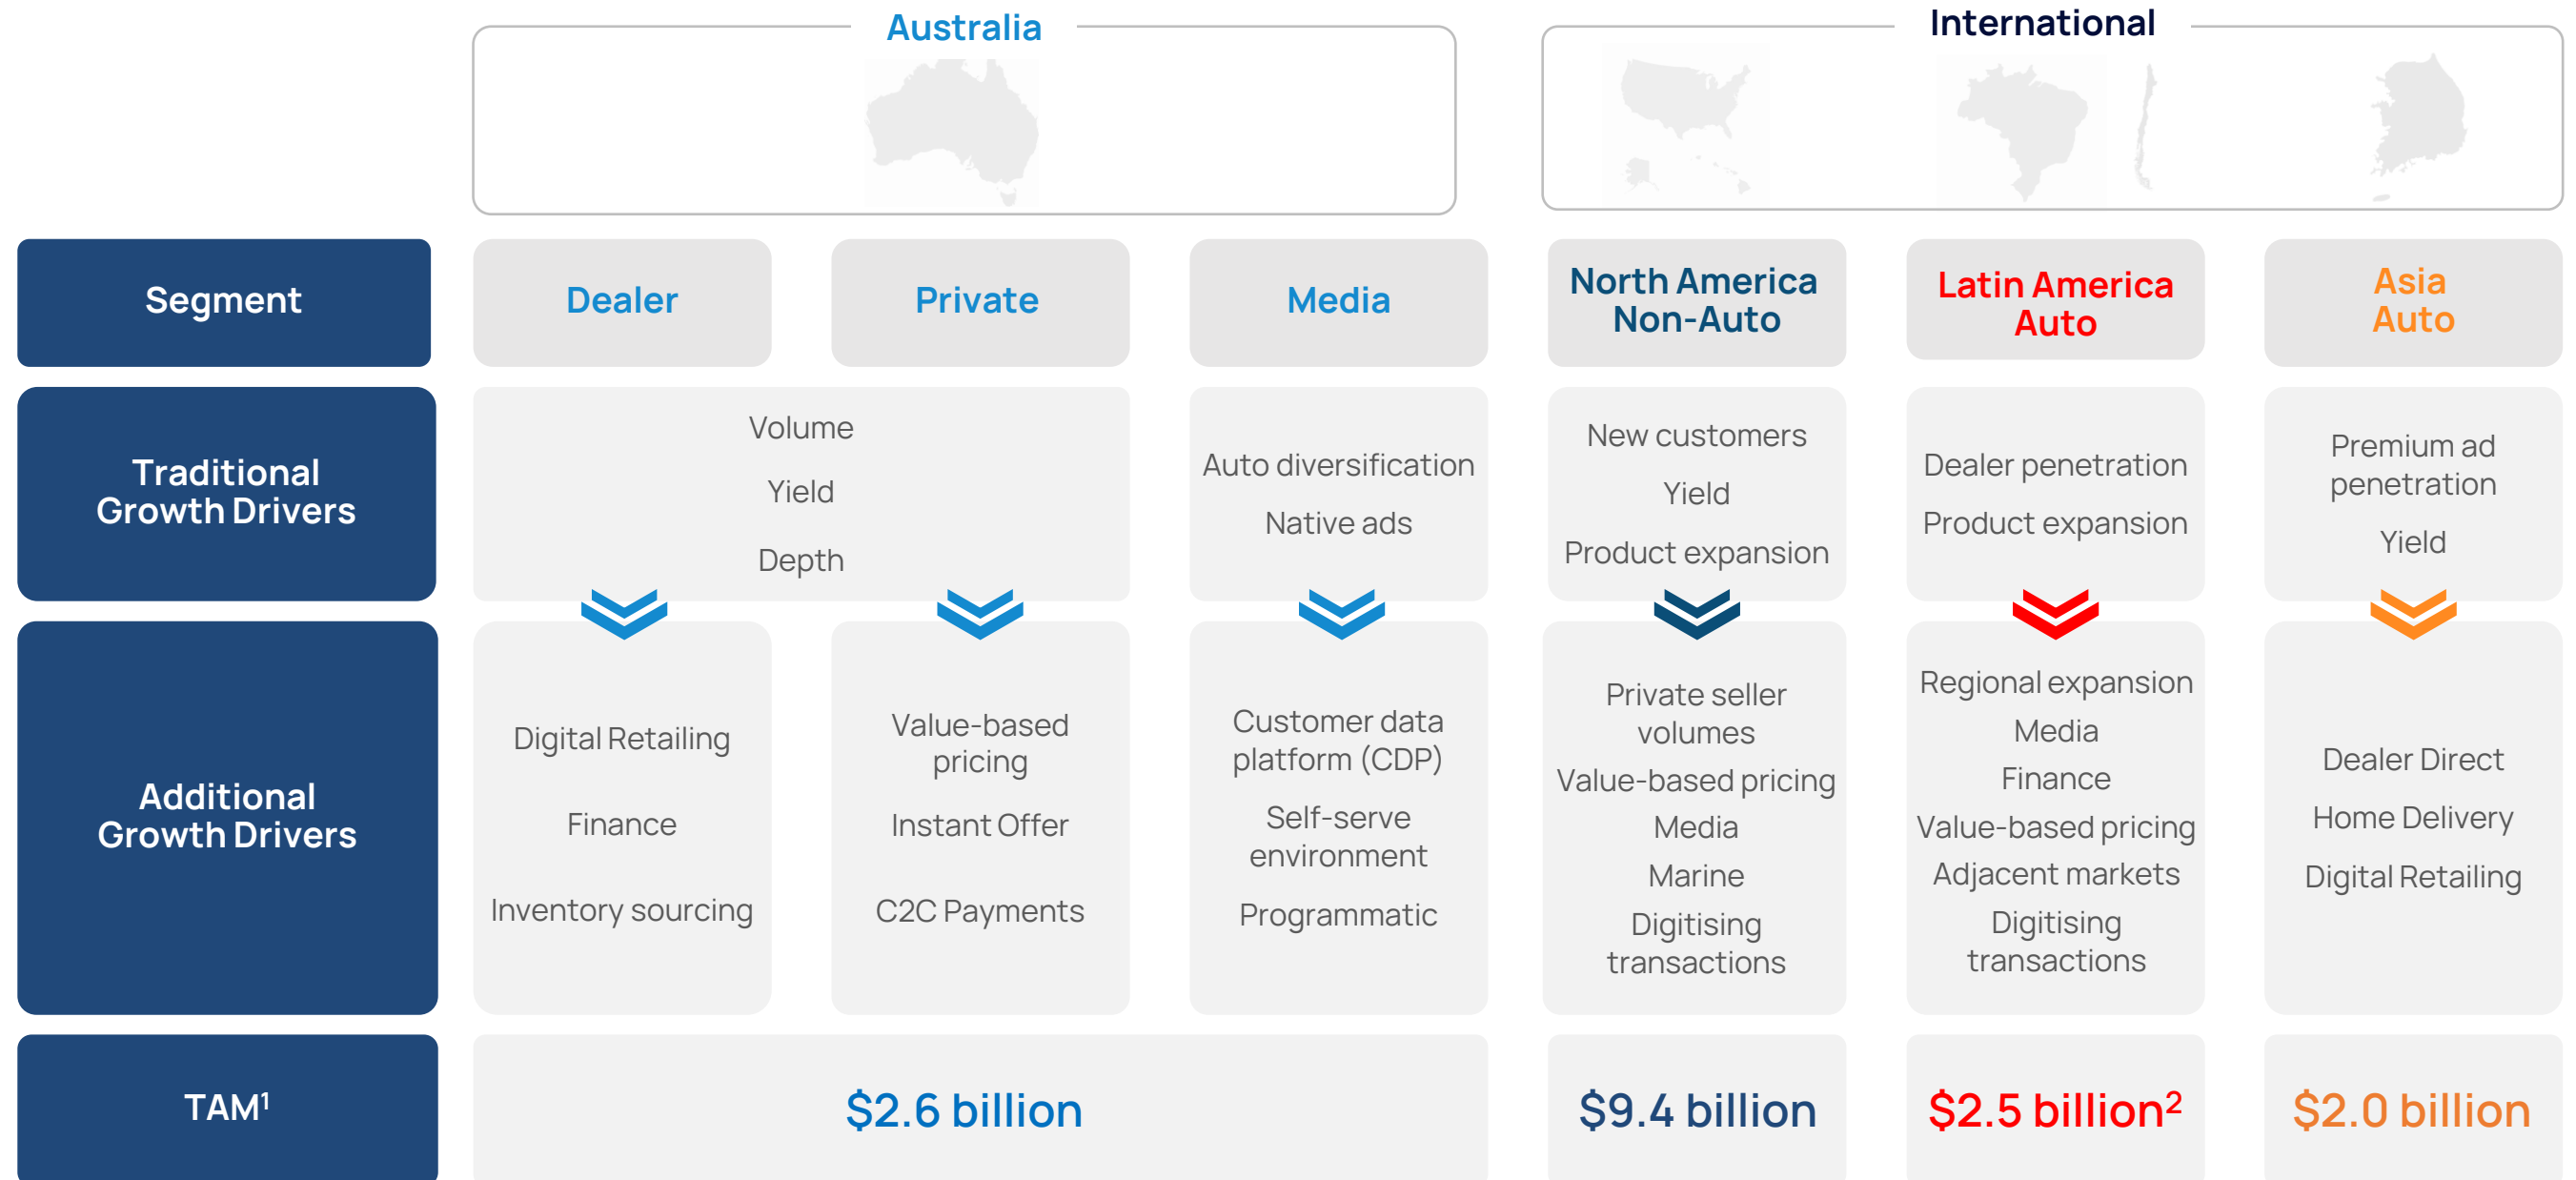 Australia
International
Segment
Dealer
Private
Media
North America
Non-Auto
Latin America
Auto
Asia
Auto
Traditional
Growth Drivers
Volume
Yield
Depth
Auto diversification
Native ads
New customers
Yield
Product expansion
Dealer penetration
Product expansion
Premium ad
penetration
Yield
Additional
Growth Drivers
Digital Retailing
Finance
Inventory sourcing
Value-based
pricing
Instant Offer
C2C Payments
Customer data
platform (CDP)
Self-serve
environment
Programmatic
Private seller
volumes
Value-based pricing
Media
Marine
Digitising
transactions
Regional expansion
Media
Finance
Value-based pricing
Adjacent markets
Digitising
transactions
Dealer Direct
Home Delivery
Digital Retailing
TAM¹
$2.6 billion
$9.4 billion
$2.5 billion²
$2.0 billion